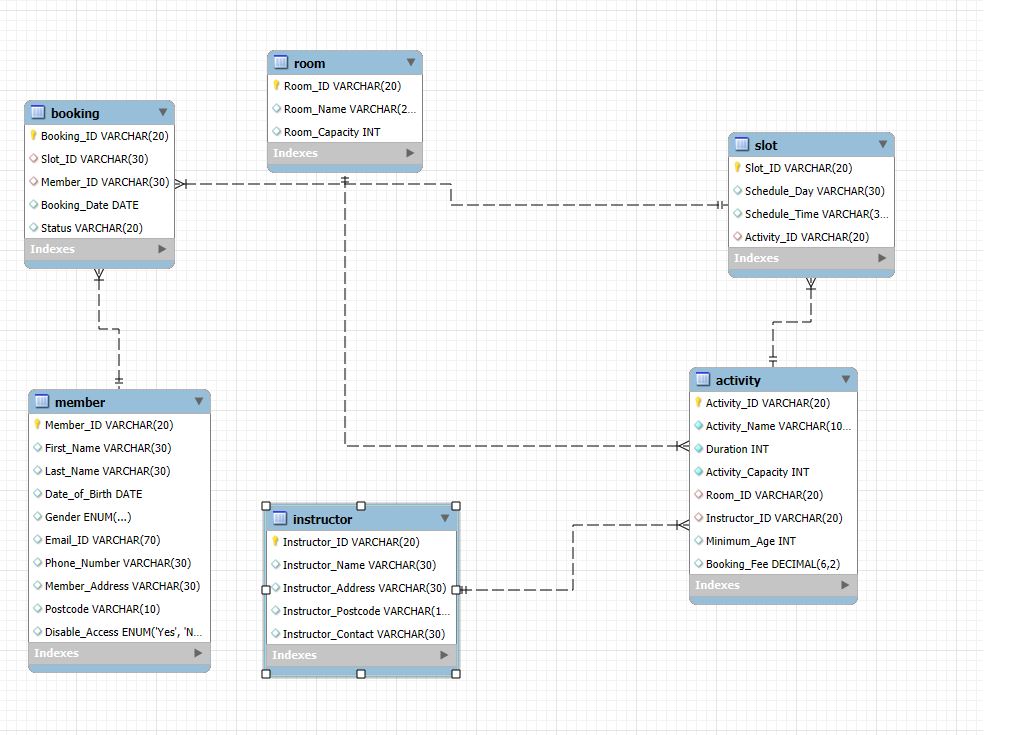 room
Room_ID VARCHAR(20)
Room_Name VARCHAR(2...
Room_Capacity INT
Indexes
booking
Booking_ID VARCHAR(20)
Slot_ID VARCHAR(30)
Member_ID VARCHAR(30)
Booking_Date DATE
Status VARCHAR(20)
Indexes
slot
Slot_ID VARCHAR(20)
Schedule_Day VARCHAR(30)
Schedule_Time VARCHAR(3...
Activity_ID VARCHAR(20)
Indexes
member
Member_ID VARCHAR(20)
First_Name VARCHAR(30)
Last_Name VARCHAR(30)
Date_of_Birth DATE
Gender ENUM(...)
Email_ID VARCHAR(70)
Phone_Number VARCHAR(30)
Member_Address VARCHAR(30)
Postcode VARCHAR(10)
Disable_Access ENUM('Yes', 'N...
Indexes
instructor
Instructor_ID VARCHAR(20)
Instructor_Name VARCHAR(30)
Instructor_Address VARCHAR(30)
Instructor_Postcode VARCHAR(1...
Instructor_Contact VARCHAR(30)
Indexes
activity
Activity_ID VARCHAR(20)
Activity_Name VARCHAR(10...
Duration INT
Activity_Capacity INT
Room_ID VARCHAR(20)
Instructor_ID VARCHAR(20)
Minimum_Age INT
Booking_Fee DECIMAL(6,2)
Indexes